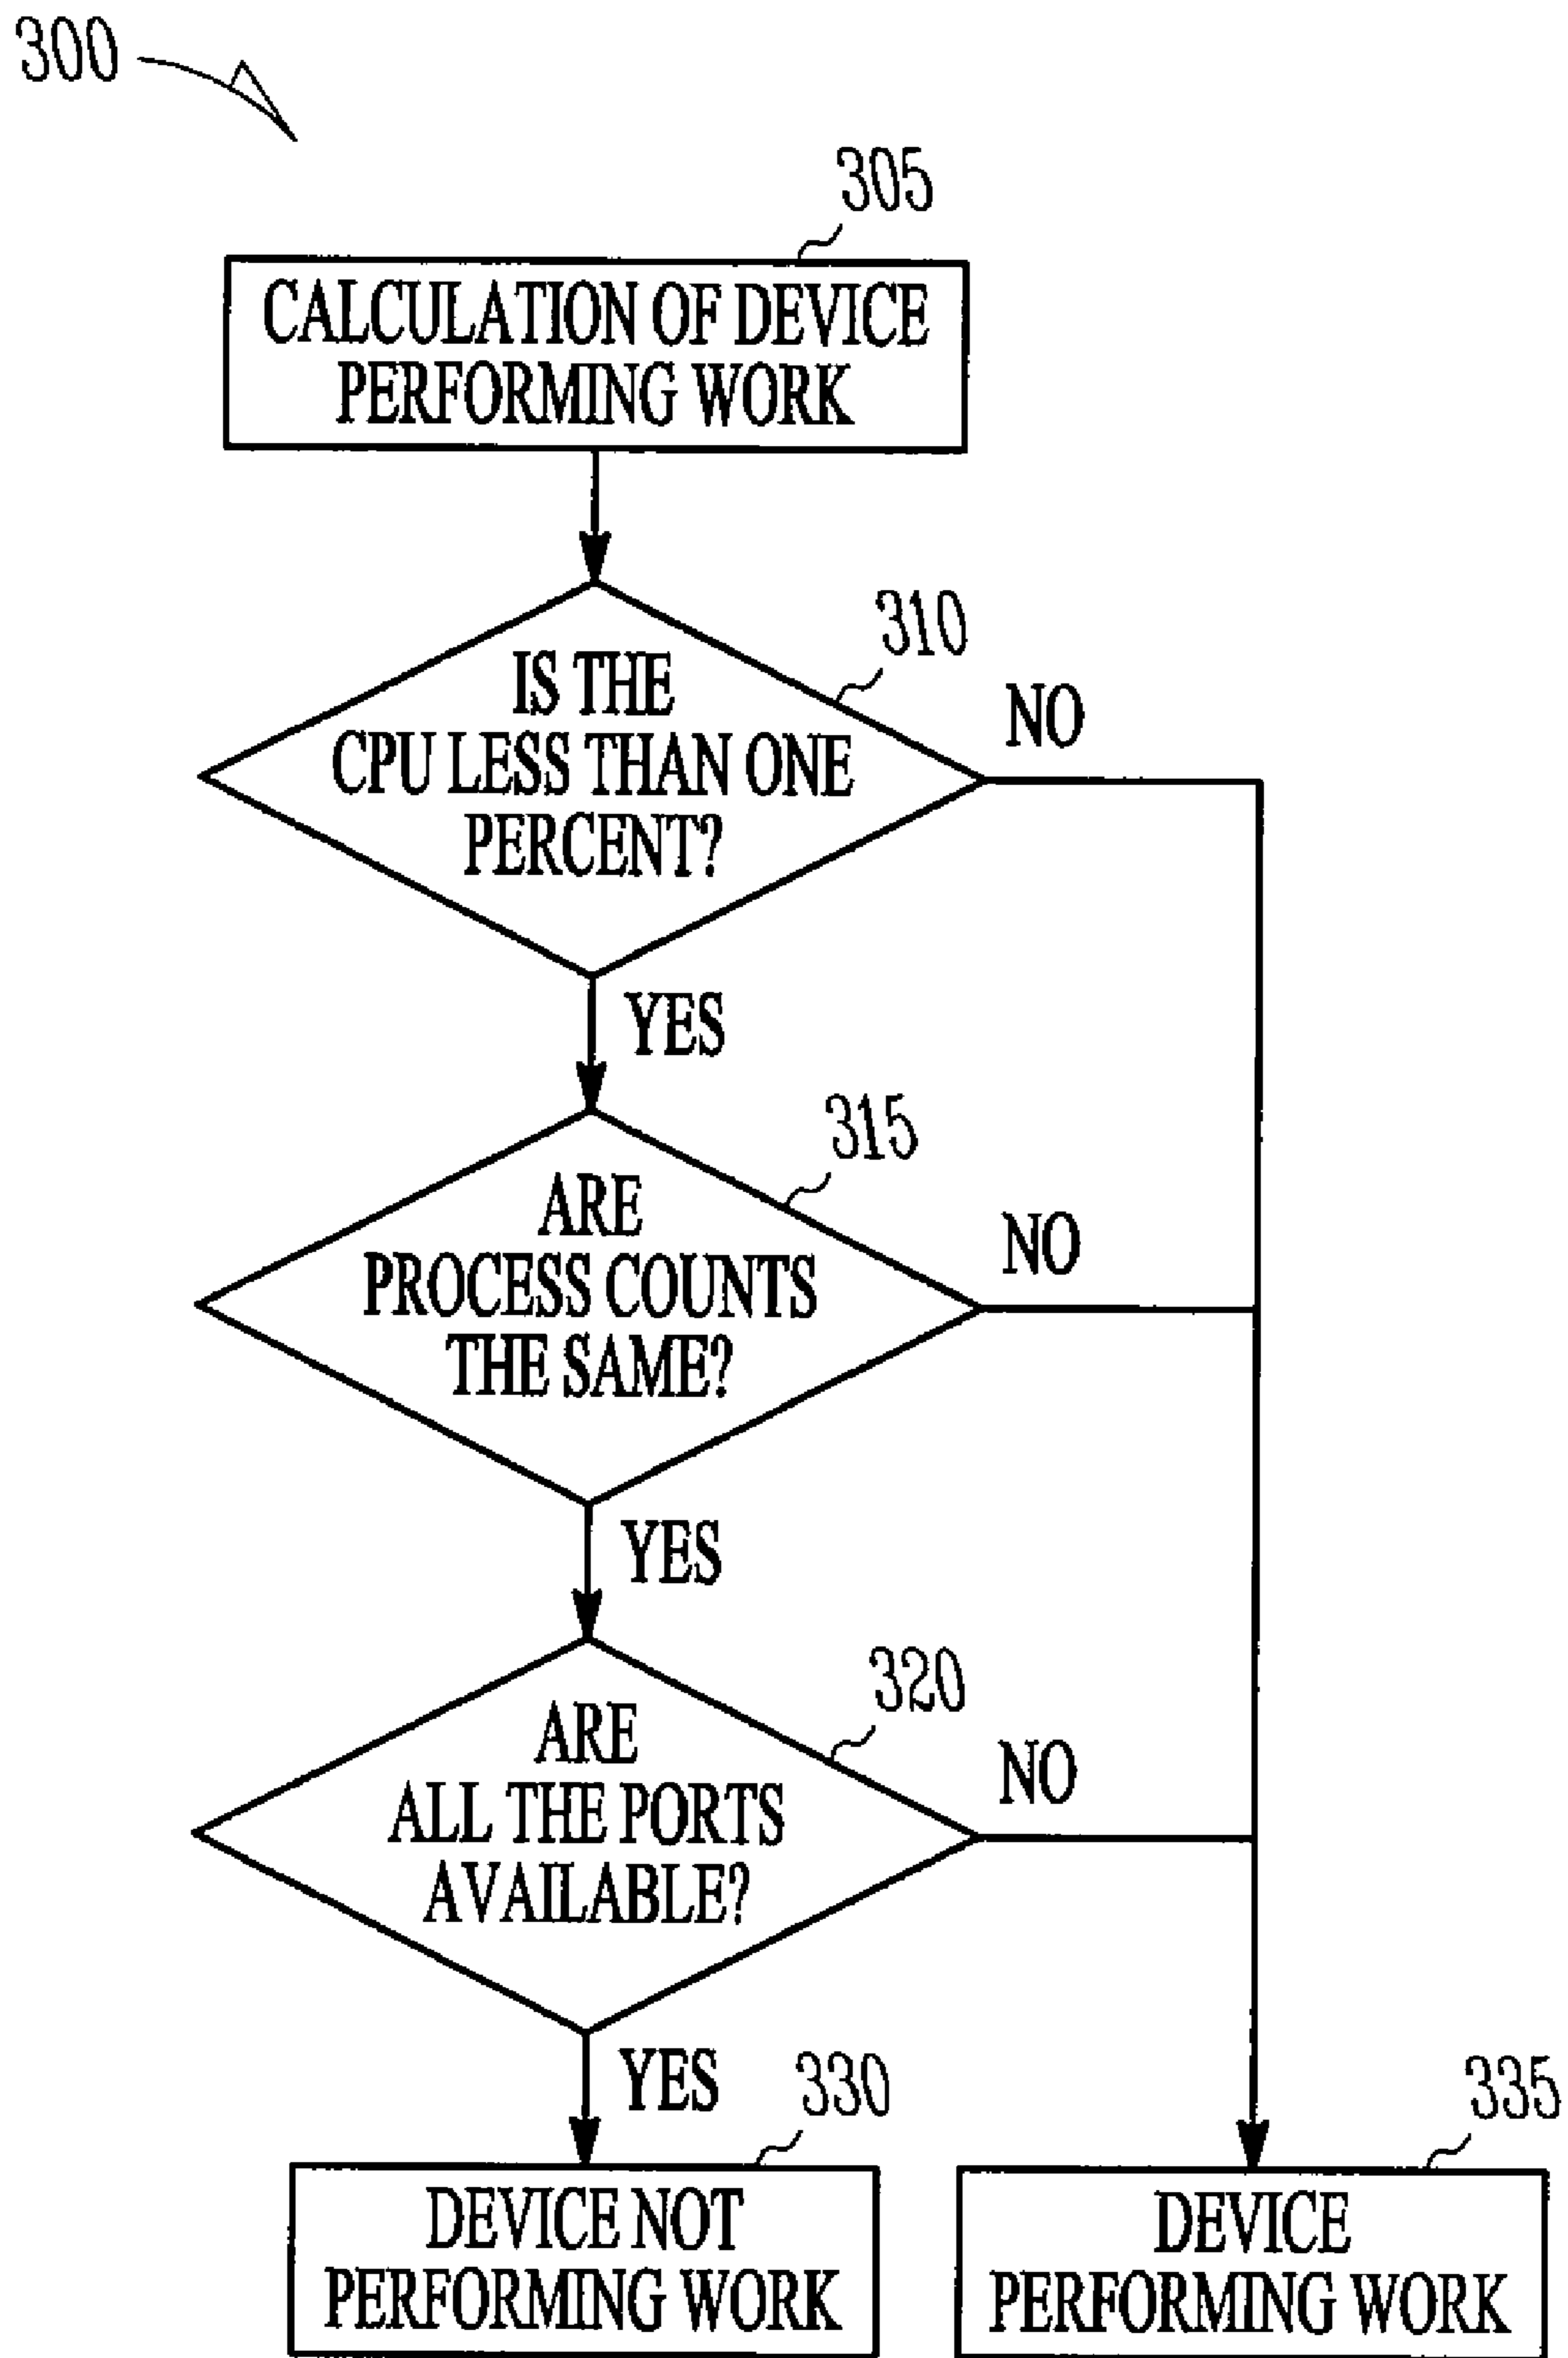 300
305
CALCULATION OF DEVICE
PERFORMING WORK
310
IS THE
CPU LESS THAN ONE
PERCENT?
NO
YES
315
ARE
PROCESS COUNTS
THE SAME?
NO
YES
320
ARE
ALL THE PORTS
AVAILABLE?
NO
YES
330
DEVICE NOT
PERFORMING WORK
335
DEVICE
PERFORMING WORK